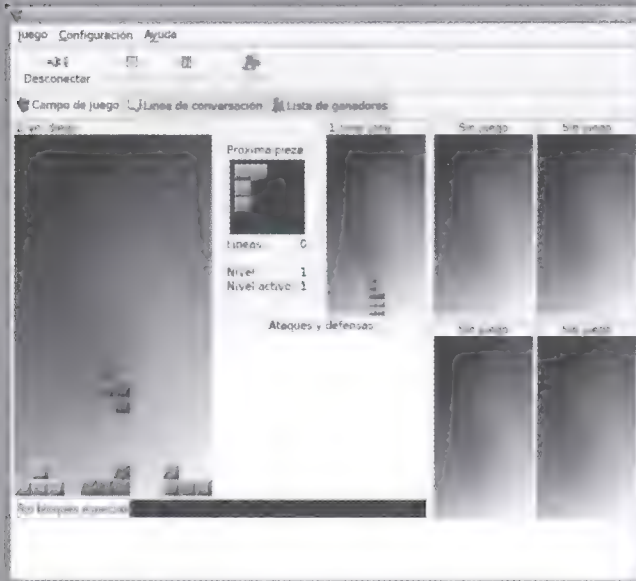 Juego Configuración Ayuda
Desconectar
Campo de juego Línea de conversación Lista de ganadores
Sin juego Sin juego
Próxima pieza
Líneas: 0
Nivel: 1
Nivel activo: 1
Ataques y defensas
Sin juego Sin juego